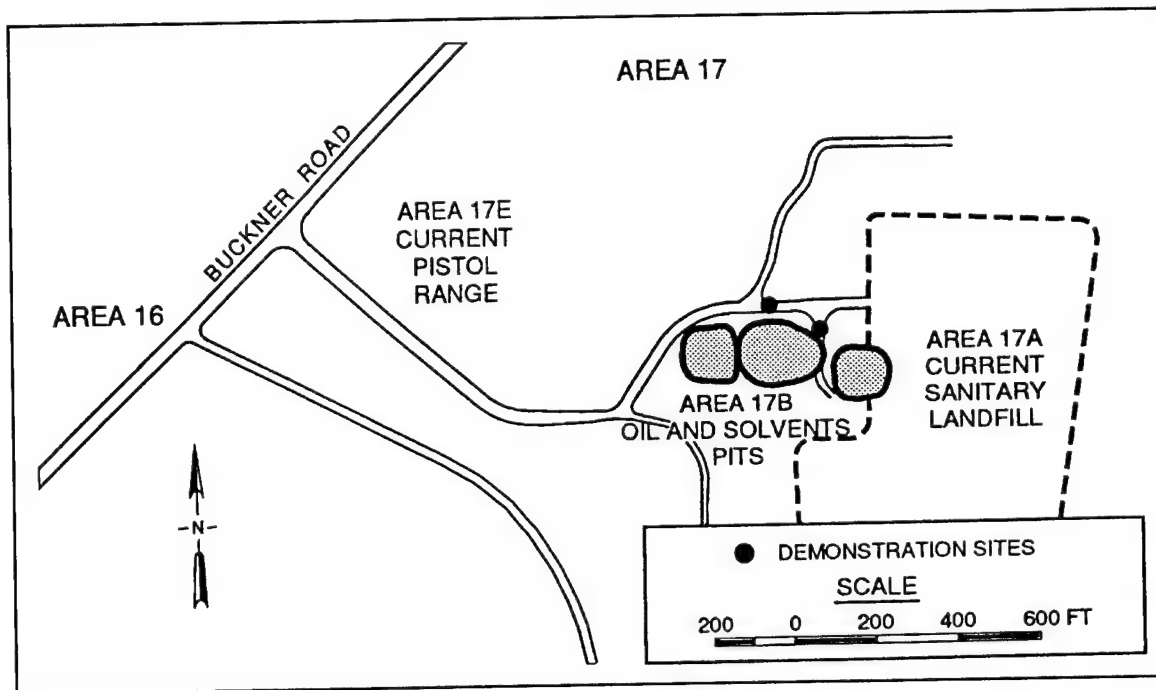 AREA 17
BUCKNER ROAD
AREA 17E
CURRENT
PISTOL
RANGE
AREA 16
AREA 17A
CURRENT
SANITARY
LANDFILL
AREA 17B
OIL AND SOLVENTS
PITS
-N-
DEMONSTRATION SITES
SCALE
200 0 200 400 600 FT